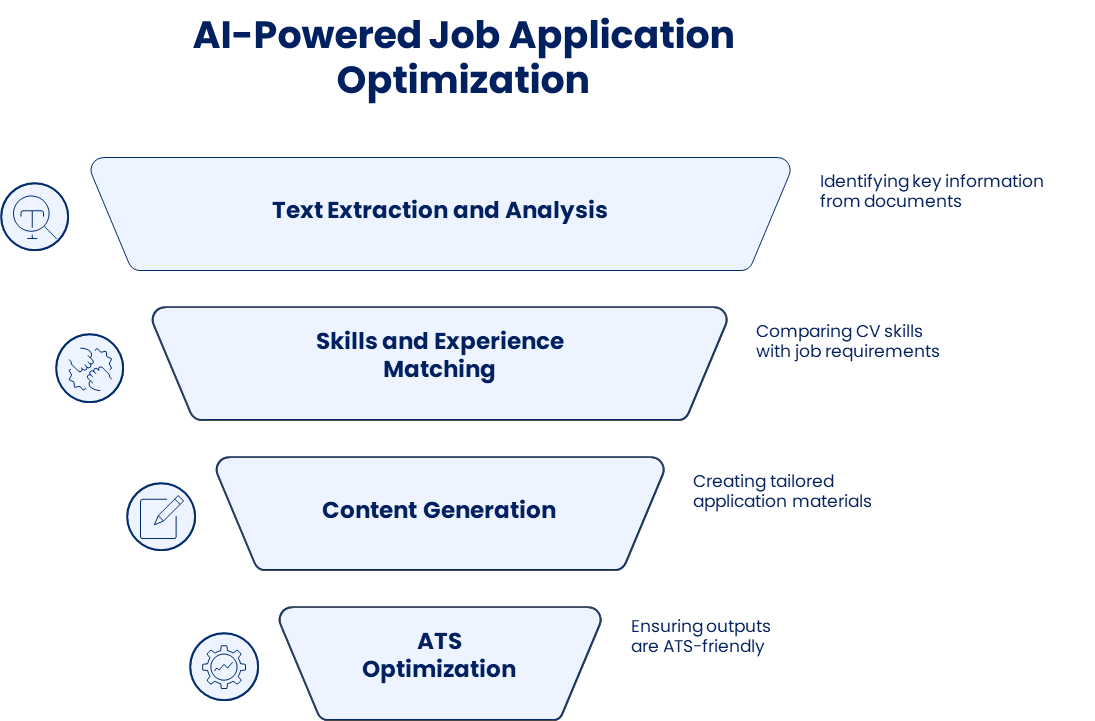 AI-Powered Job Application
Optimization
Text Extraction and Analysis
Identifying key information
from documents
Skills and Experience
Matching
Comparing CV skills
with job requirements
Content Generation
Creating tailored
application materials
ATS
Optimization
Ensuring outputs
are ATS-friendly